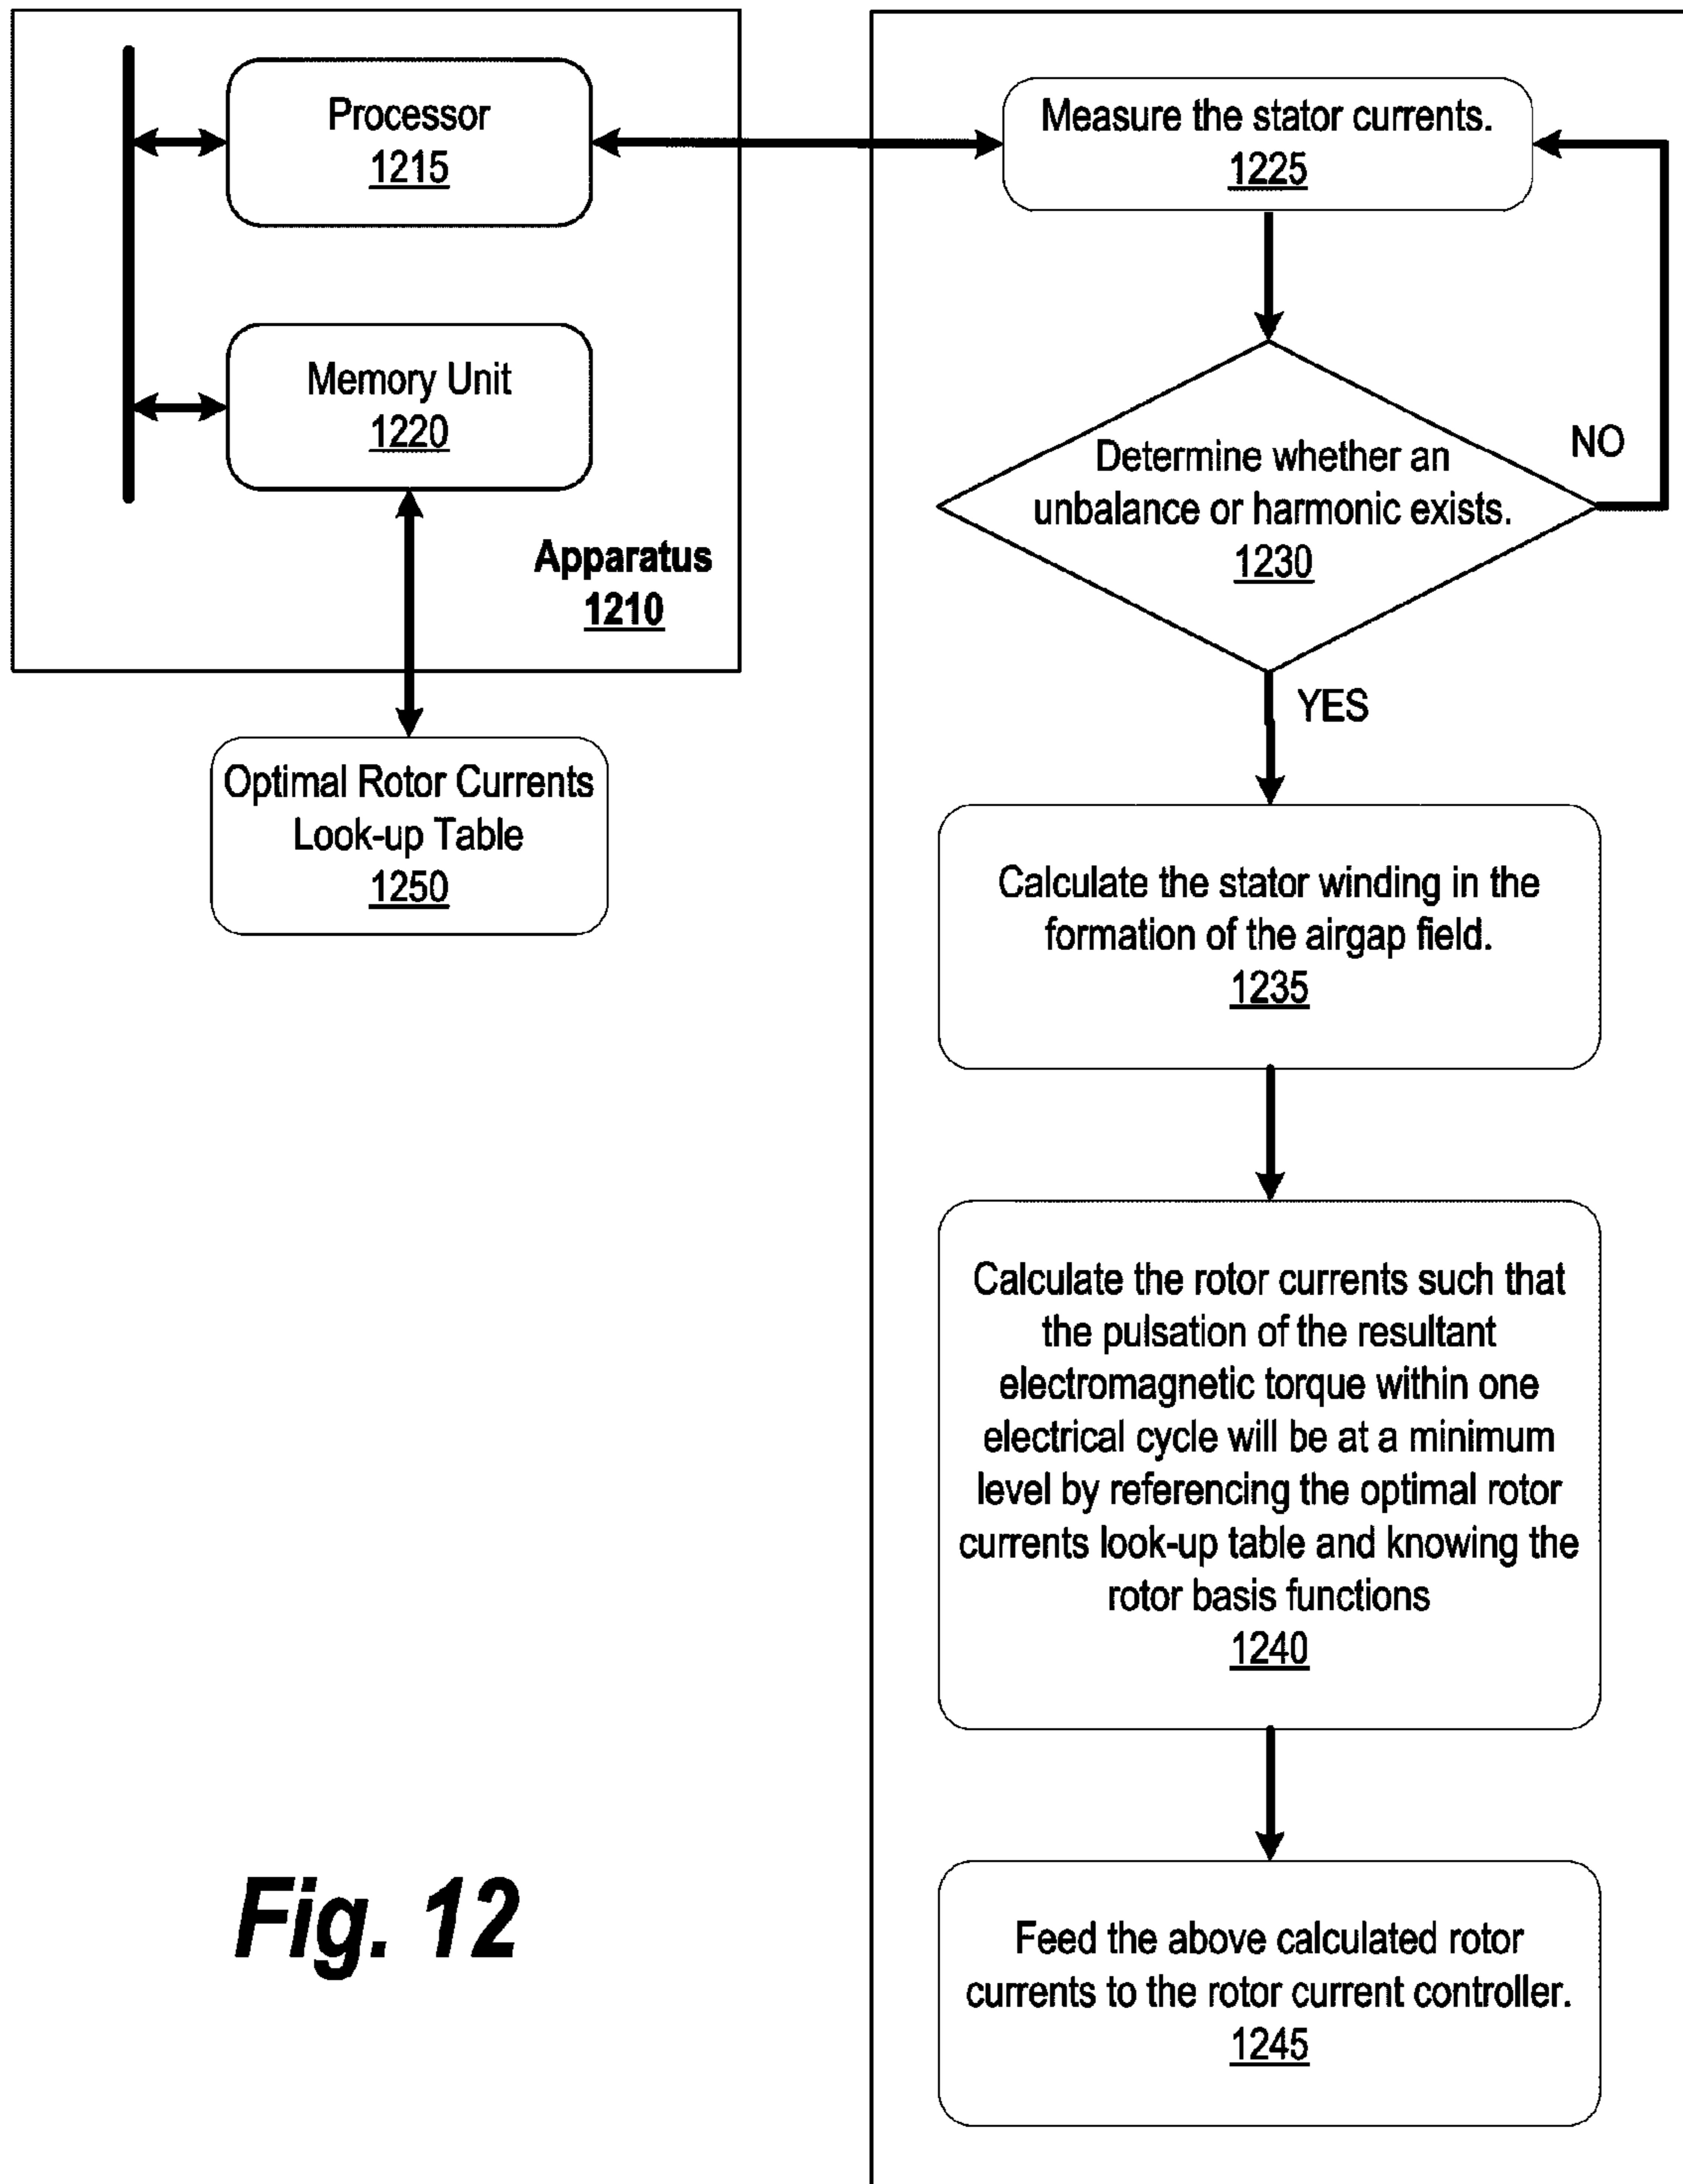 Processor
1215
Memory Unit
1220
Apparatus
1210
Optimal Rotor Currents
Look-up Table
1250
Measure the stator currents.
1225
Determine whether an
unbalance or harmonic exists.
1230
NO
YES
Calculate the stator winding in the
formation of the airgap field.
1235
Calculate the rotor currents such that
the pulsation of the resultant
electromagnetic torque within one
electrical cycle will be at a minimum
level by referencing the optimal rotor
currents look-up table and knowing the
rotor basis functions
1240
Feed the above calculated rotor
currents to the rotor current controller.
1245
Fig. 12